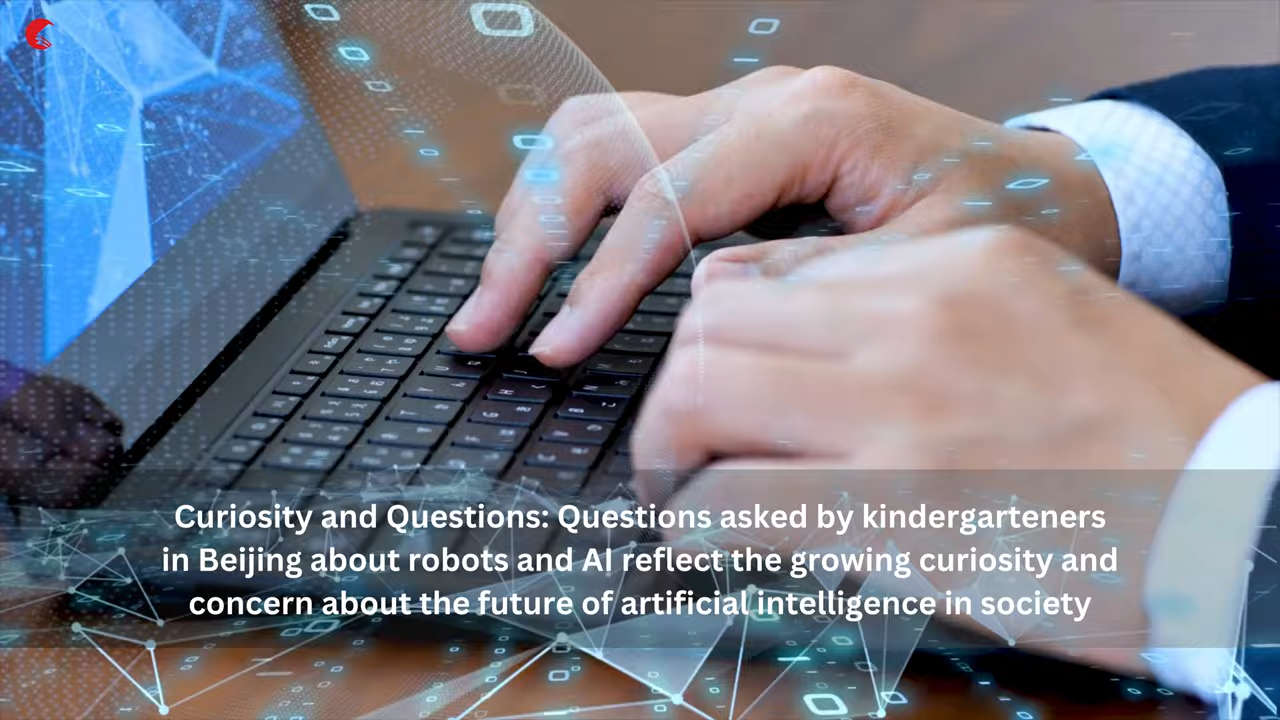 Curiosity and Questions: Questions asked by kindergarteners
in Beijing about robots and AI reflect the growing curiosity and
concern about the future of artificial intelligence in society